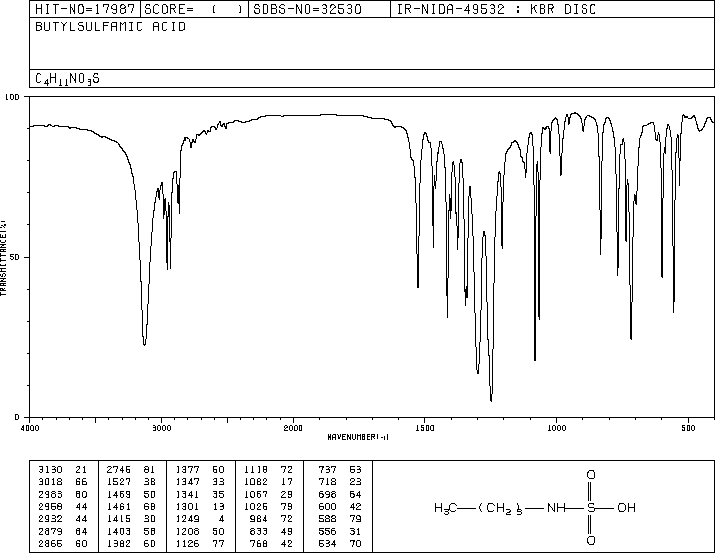 HIT-NO=17987 SCORE= ( ) SDBS-NO=32530 IR-NIDA-49532 : KBR DISC
BUTYLSULFAMIC ACID
C4H11NO3S
100
50
0
TRANSMITTANCE(%)
4000 3000 2000 1500 1000 500
WAVENUMBER(-1)
3130 21 2746 81 1377 60 1118 72 737 53
3018 66 1527 38 1347 33 1082 17 718 23
2983 60 1469 50 1341 35 1067 29 698 64
2958 44 1461 68 1301 13 1026 79 600 42
2932 44 1415 30 1249 4 984 72 588 79
2879 64 1403 58 1208 50 833 49 556 31
2866 60 1382 60 1126 77 768 42 534 70
O
H3C—(CH2)3—NH—S—OH
O